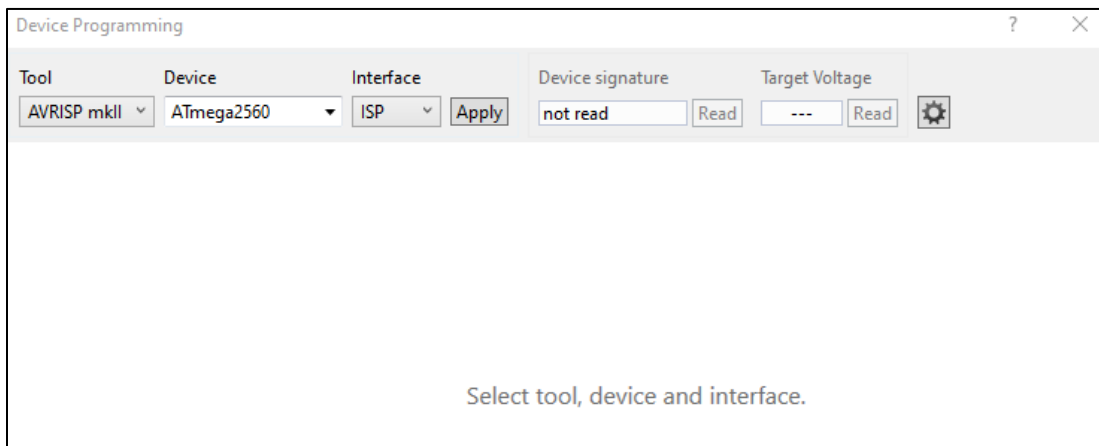 Device Programming ?
Tool Device Interface Device signature Target Voltage
AVRISP mkII ATmega2560 ISP Apply not read Read --- Read
Select tool, device and interface.